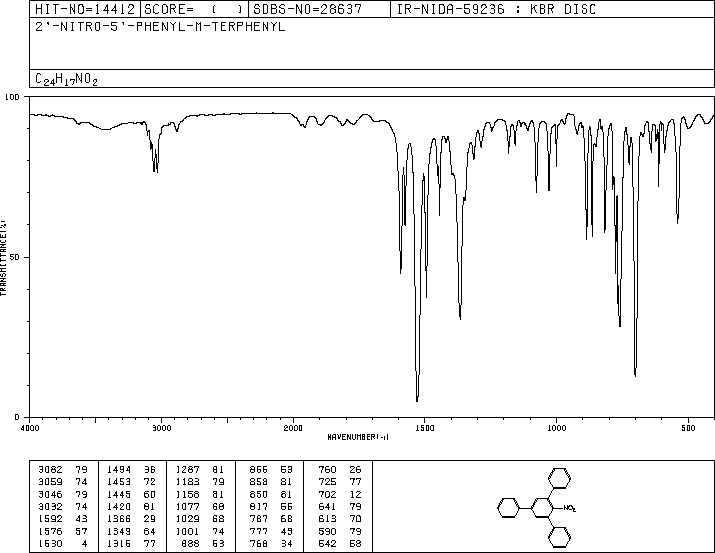 HIT-NO=14412 SCORE= ( ) SDBS-NO=28637 IR-NIDA-59236 : KBR DISC
2'-NITRO-5'-PHENYL-M-TERPHENYL
C24H17NO2
100
50
0
TRANSMITTANCE(%)
4000 3000 2000 1500 1000 500
WAVENUMBER(-1)
3082 79 1494 36 1287 81 866 53 760 26
3059 74 1453 72 1183 79 858 81 725 77
3046 79 1445 60 1158 81 850 81 702 12
3032 74 1420 81 1077 68 817 55 641 79
1592 43 1366 29 1029 68 787 68 613 70
1576 57 1349 64 1001 74 777 49 590 79
1530 4 1315 77 888 53 768 34 542 58
NO2